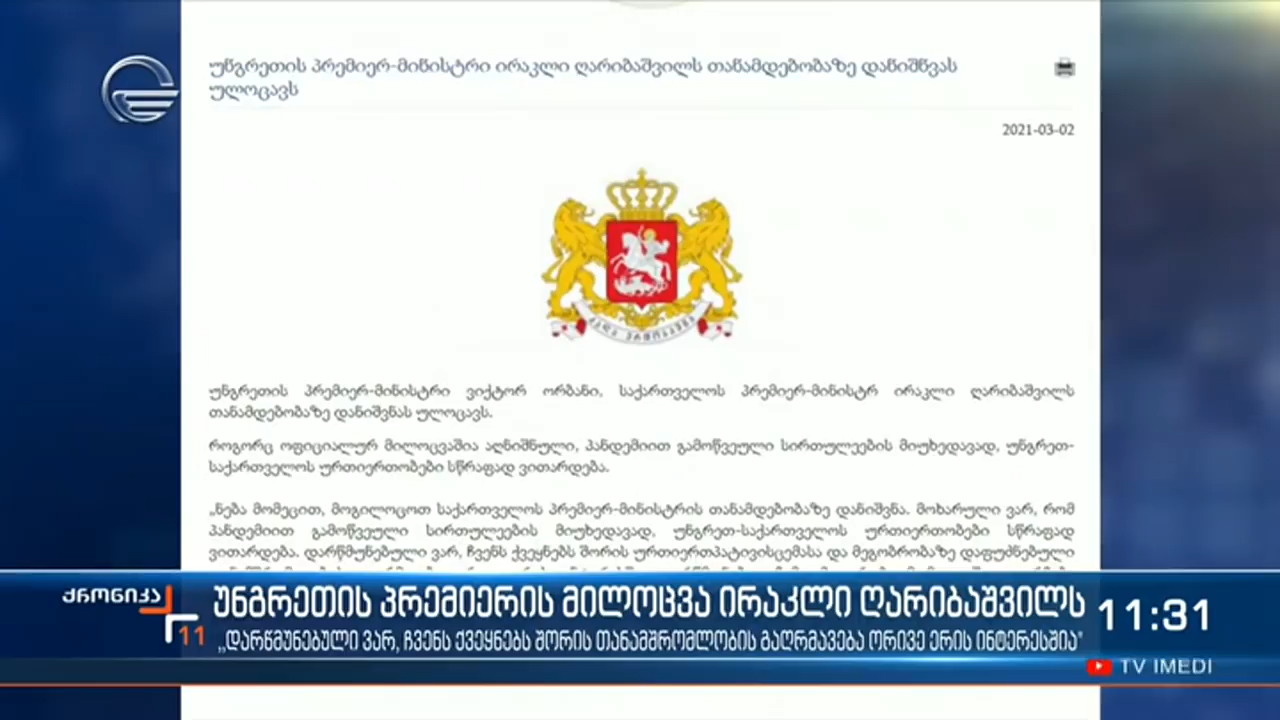 უნგრეთის პრემიერ-მინისტრი ირაკლი ღარიბაშვილს თანამდებობაზე დანიშნვას
ულოცავს
2021-03-02
უნგრეთის პრემიერ-მინისტრი ვიქტორ ორბანი, საქართველოს პრემიერ-მინისტრ ირაკლი ღარიბაშვილს
თანამდებობაზე დანიშვნას ულოცავს.
როგორც ოფიციალურ მილოცვაშია აღნიშნული, პანდემიით გამოწვეული სირთულეების მიუხედავად, უნგრეთ-
საქართველოს ურთიერთობები სწრაფად ვითარდება.
„ნება მომეცით, მოგილოცოთ საქართველოს პრემიერ-მინისტრის თანამდებობაზე დანიშვნა. მოხარული ვარ, რომ
პანდემიით გამოწვეული სირთულეების მიუხედავად, უნგრეთ-საქართველოს ურთიერთობები სწრაფად
ვითარდება. დარწმუნებული ვარ, ჩვენს ქვეყნებს შორის ურთიერთპატივისცემასა და მეგობრობაზე დაფუძნებული
ქრონიკა
11
უნგრეთის პრემიერის მილოცვა ირაკლი ღარიბაშვილს
„დარწმუნებული ვარ, ჩვენს ქვეყნებს შორის თანამშრომლობის გაღრმავება ორივე ერის ინტერესშია"
11:31
TV IMEDI